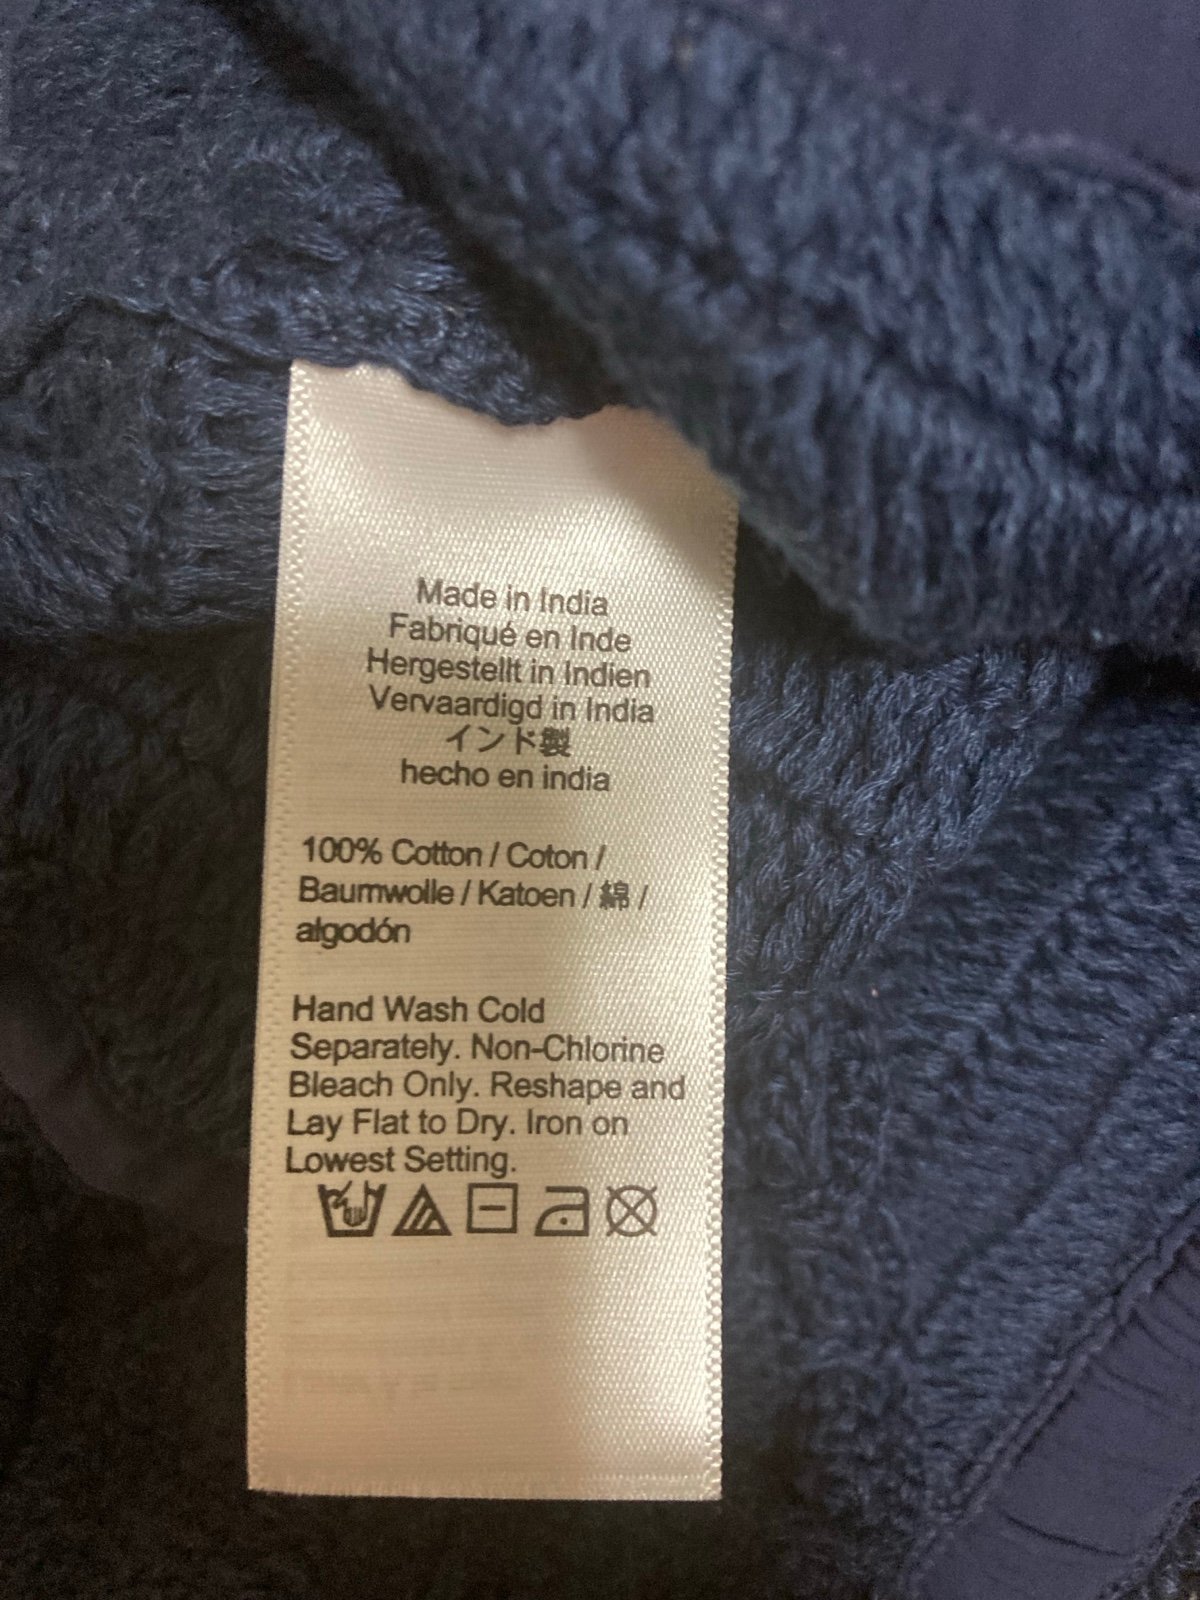 Made in India
Fabriqué en Inde
Hergestellt in Indien
Vervaardigd in India
インド製
hecho en india
100% Cotton / Coton /
Baumwolle / Katoen / 綿 /
algodón
Hand Wash Cold
Separately. Non-Chlorine
Bleach Only. Reshape and
Lay Flat to Dry. Iron on
Lowest Setting.